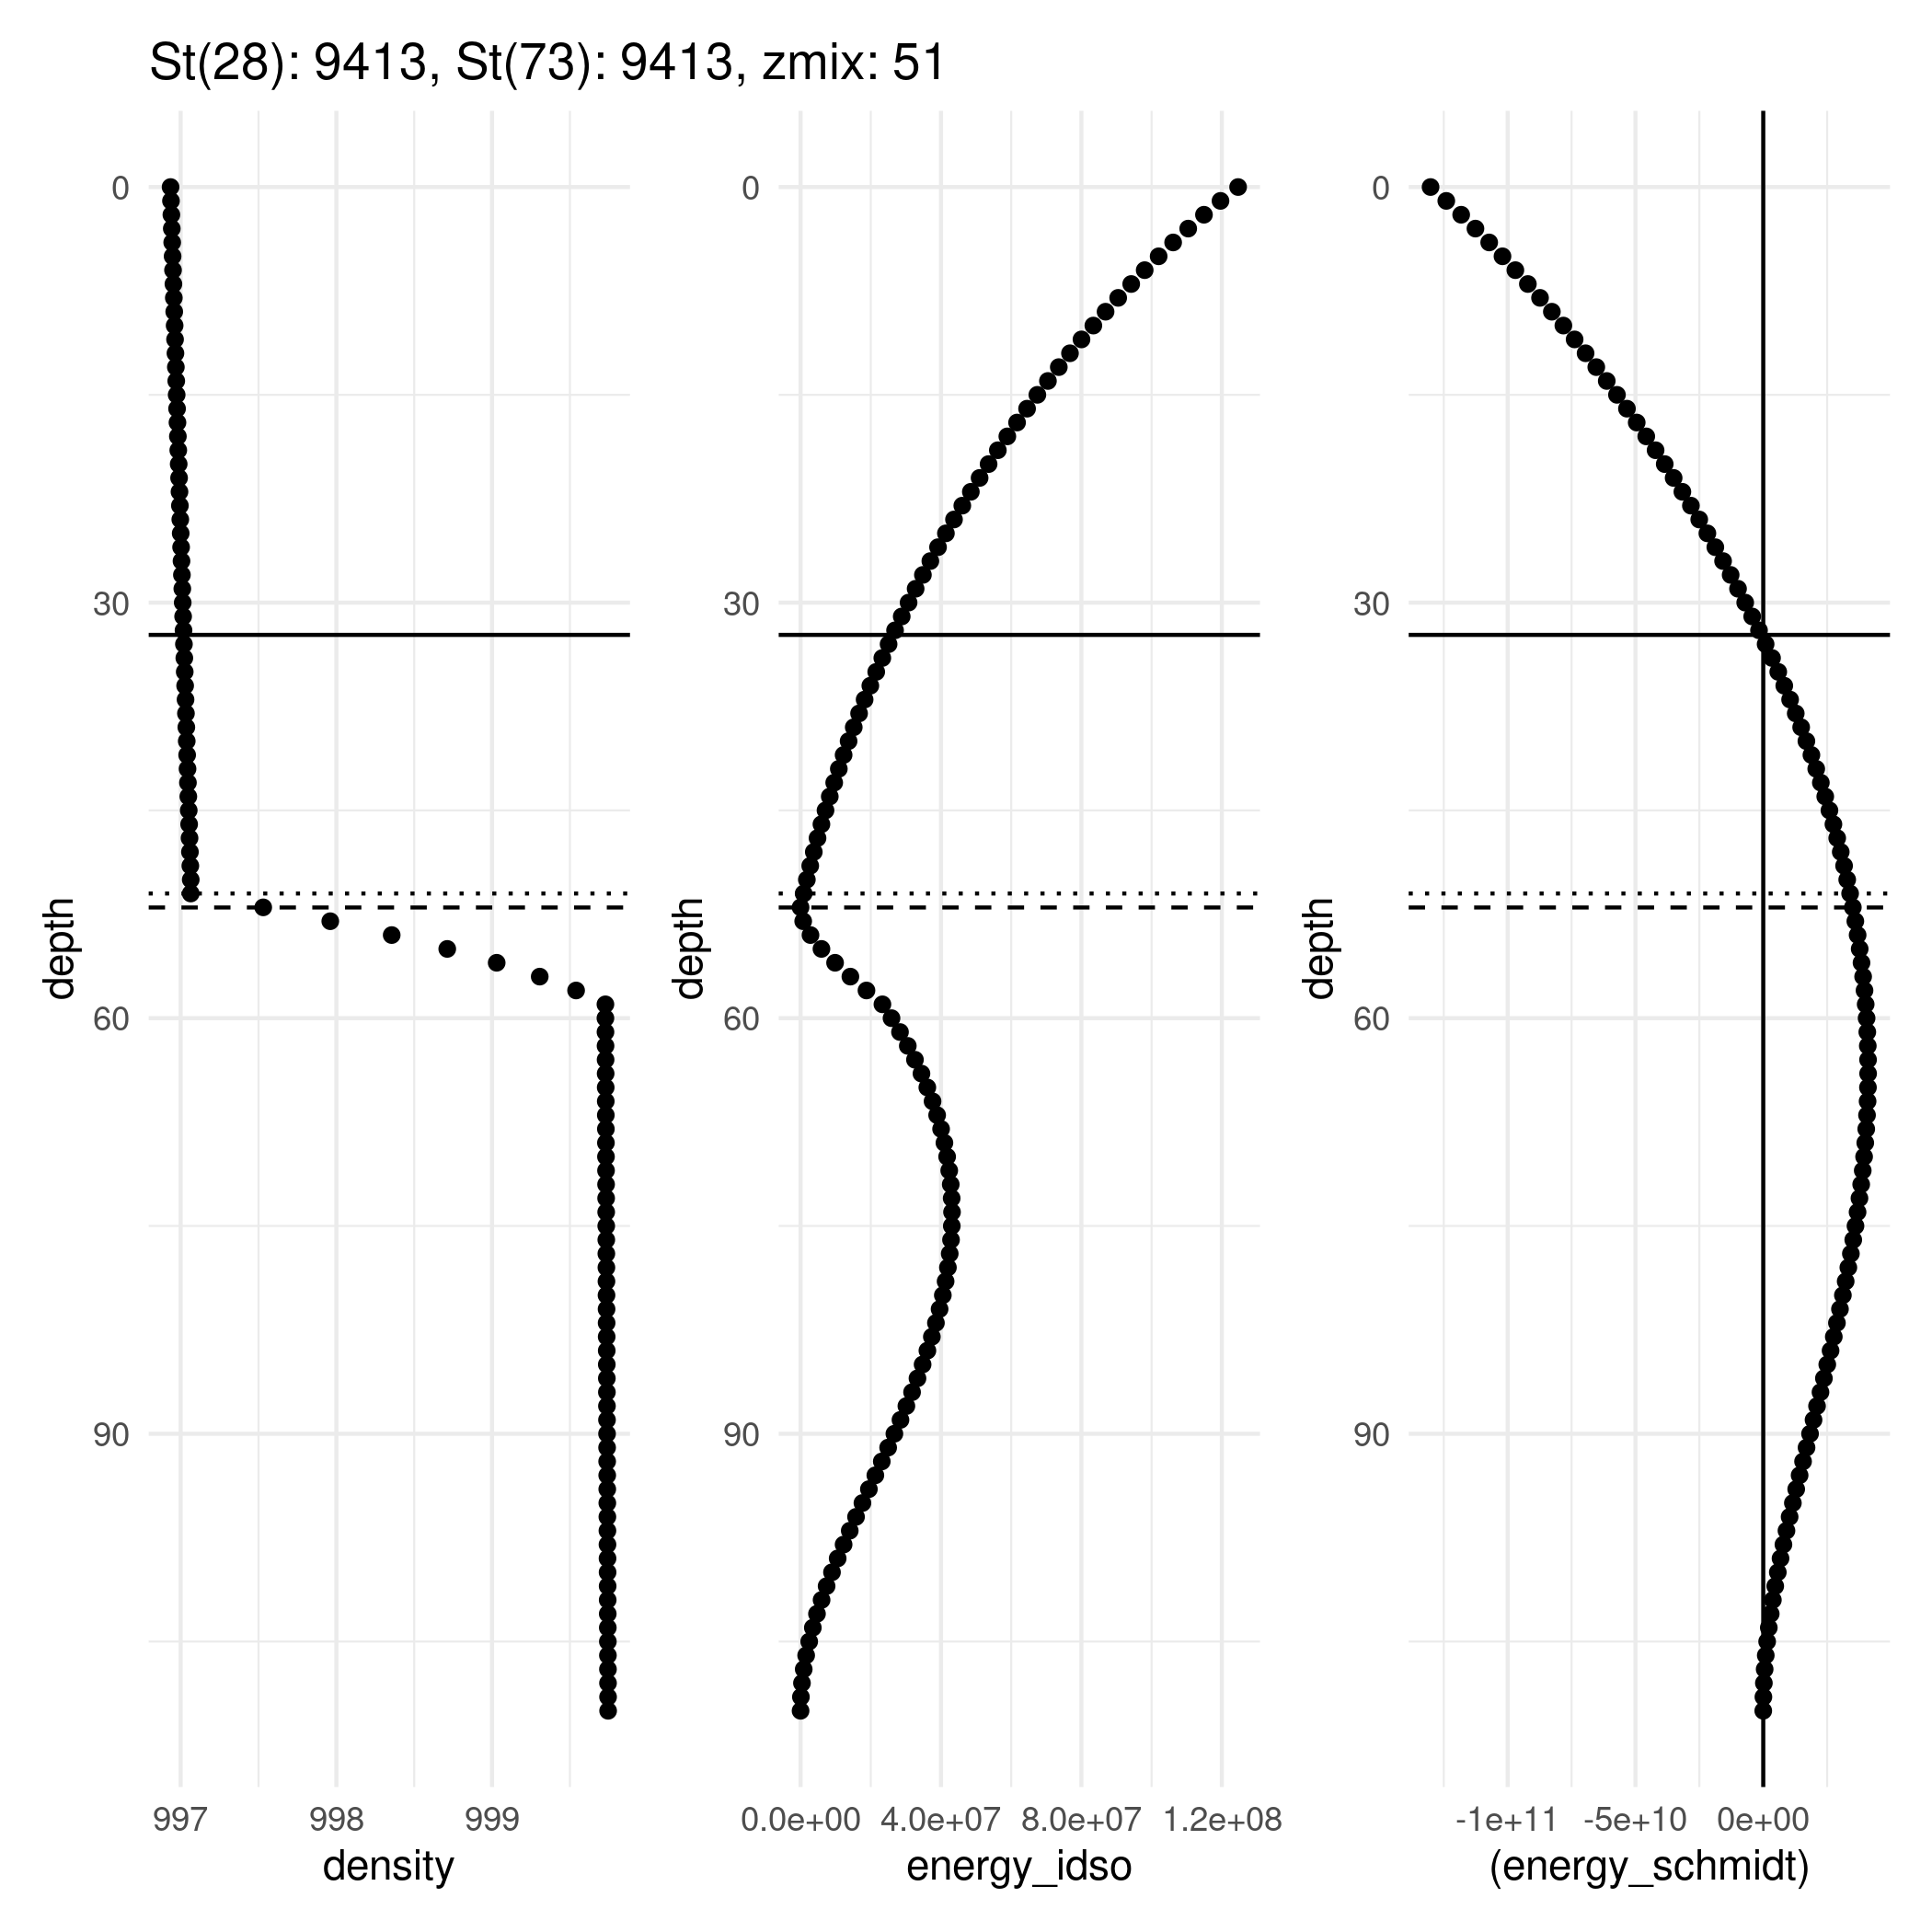 St(28): 9413, St(73): 9413, zmix: 51
depth
0
30
60
90
997 998 999
density
depth
0
30
60
90
0.0e+00 4.0e+07 8.0e+07 1.2e+08
energy_idso
depth
0
30
60
90
-1e+11 -5e+10 0e+00
(energy_schmidt)